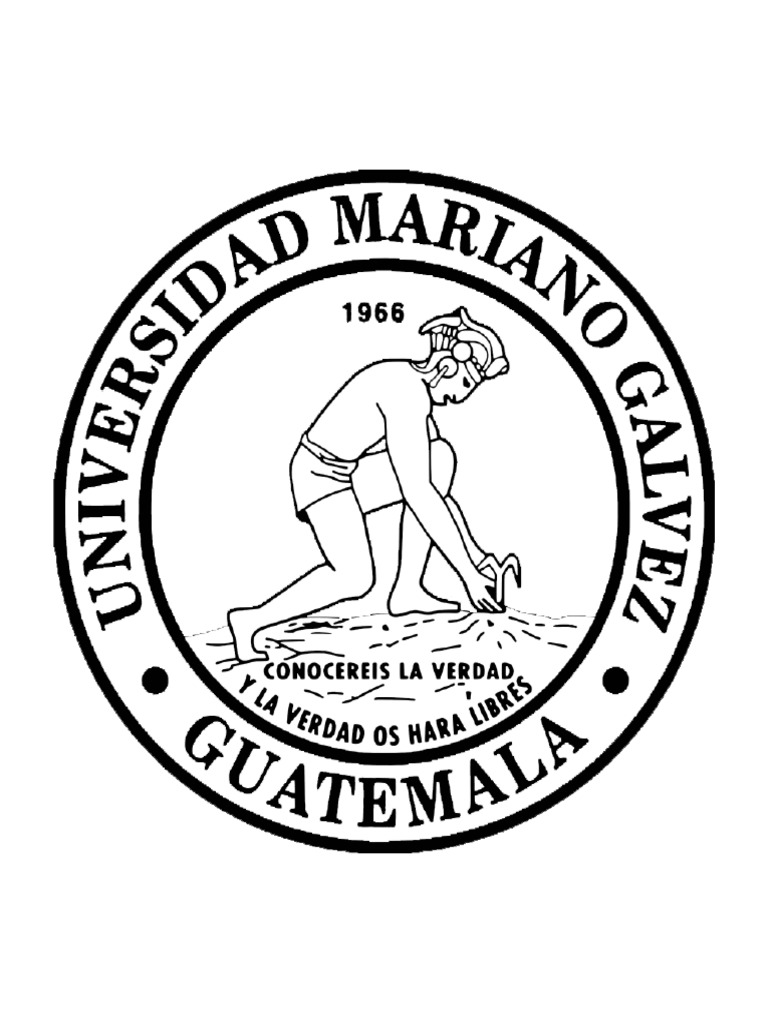 UNIVERSIDAD MARIANO GALVEZ
1966
CONOCEREIS LA VERDAD
Y LA VERDAD OS HARA LIBRES
GUATEMALA